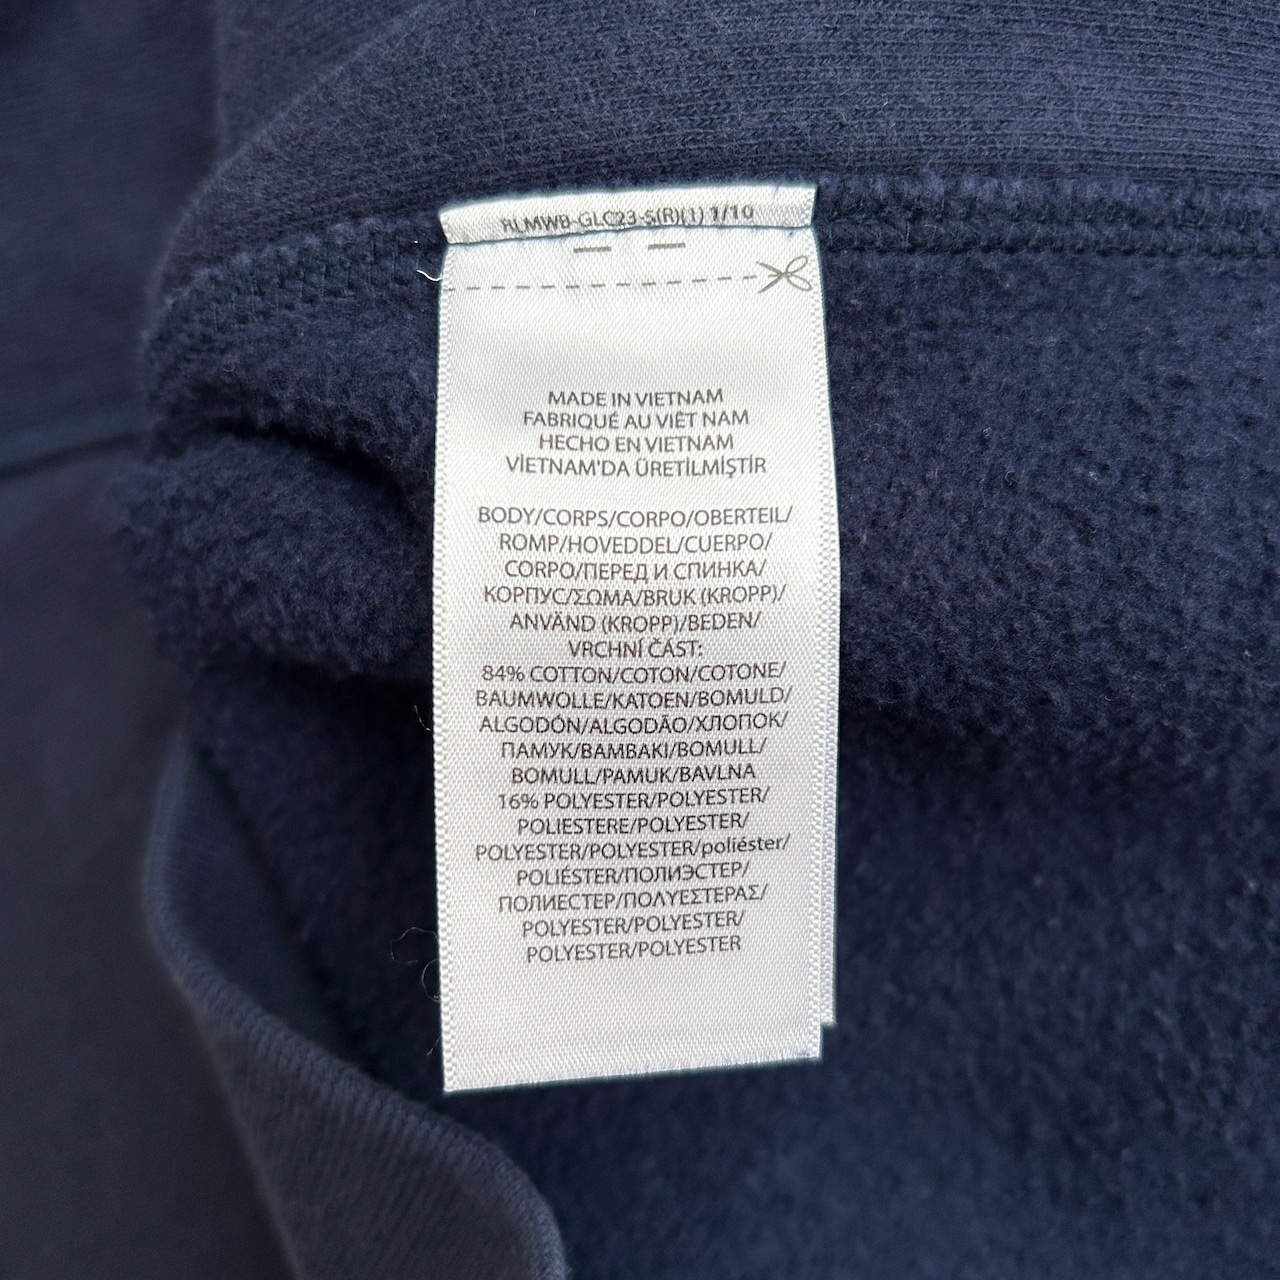 RLMWB-GLC23-S(R)(1) 1/10
MADE IN VIETNAM
FABRIQUÉ AU VIÊT NAM
HECHO EN VIETNAM
VİETNAM'DA ÜRETİLMİŞTİR
BODY/CORPS/CORPO/OBERTEIL/
ROMP/HOVEDDEL/CUERPO/
CORPO/ПЕРЕД И СПИНКА/
КОРПУС/ΣΩΜΑ/BRUK (KROPP)/
ANVÄND (KROPP)/BEDEN/
VRCHNÍ ČÁST:
84% COTTON/COTON/COTONE/
BAUMWOLLE/KATOEN/BOMULD/
ALGODÓN/ALGODÃO/ХЛОПОК/
ПАМУК/ΒΑΜΒΑΚΙ/BOMULL/
BOMULL/PAMUK/BAVLNA
16% POLYESTER/POLYESTER/
POLIESTERE/POLYESTER/
POLYESTER/POLYESTER/poliéster/
POLIÉSTER/ПОЛИЭСТЕР/
ПОЛИЕСТЕР/ΠΟΛΥΕΣΤΕΡΑΣ/
POLYESTER/POLYESTER/
POLYESTER/POLYESTER